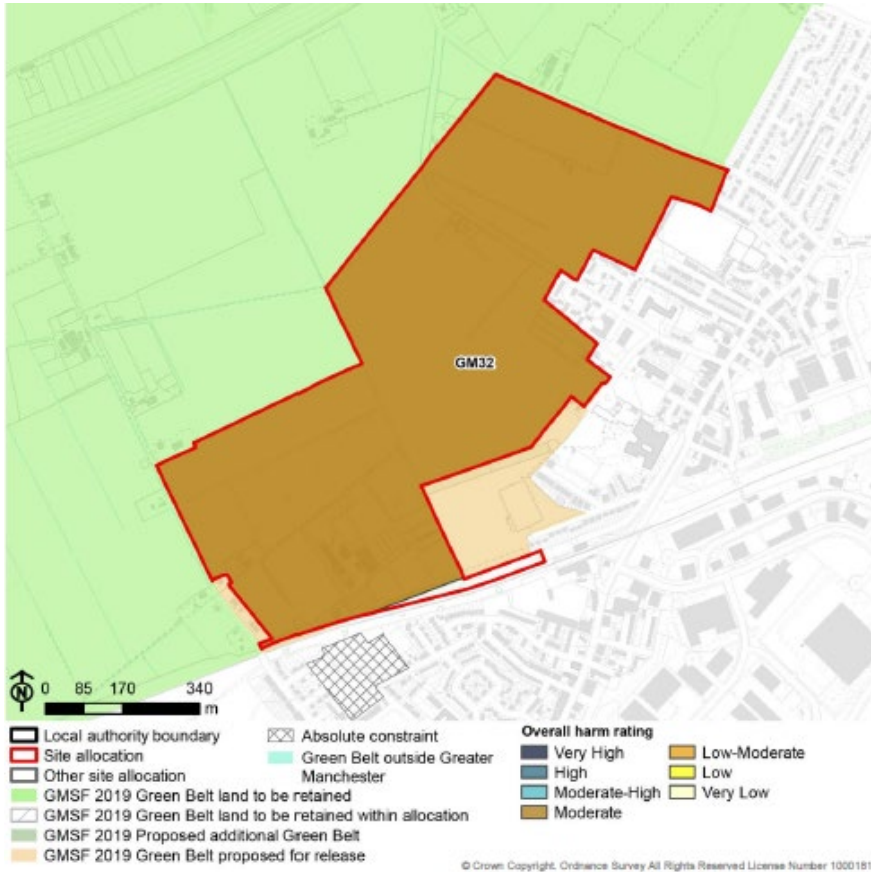 GM32
N
0 85 170 340
m
Local authority boundary
Site allocation
Other site allocation
GMSF 2019 Green Belt land to be retained
GMSF 2019 Green Belt land to be retained within allocation
GMSF 2019 Proposed additional Green Belt
GMSF 2019 Green Belt proposed for release
Absolute constraint
Green Belt outside Greater
Manchester
Overall harm rating
Very High
High
Moderate-High
Moderate
Low-Moderate
Low
Very Low
© Crown Copyright. Ordnance Survey All Rights Reserved License Number 1000181